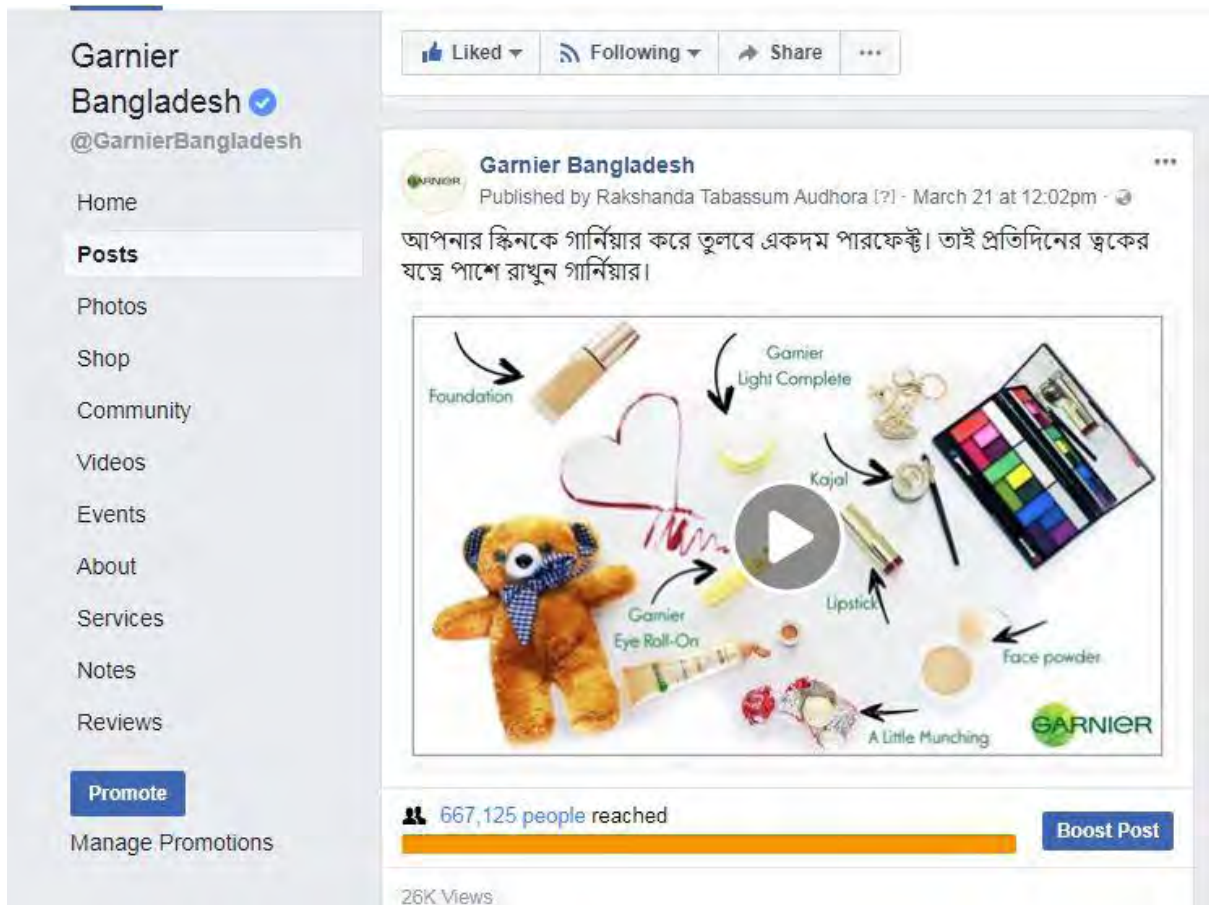 Garnier
Bangladesh
@GarnierBangladesh
Home
Posts
Photos
Shop
Community
Videos
Events
About
Services
Notes
Reviews
Promote
Manage Promotions
Liked
Following
Share
Garnier Bangladesh
Published by Rakshanda Tabassum Audhora [?] · March 21 at 12:02pm ·
আপনার স্কিনকে গার্নিয়ার করে তুলবে একদম পারফেক্ট। তাই প্রতিদিনের ত্বকের
যত্নে পাশে রাখুন গার্নিয়ার।
Foundation
Garnier
Light Complete
Kajal
Garnier
Eye Roll-On
Lipstick
Face powder
A Little Munching
GARNIER
667,125 people reached
Boost Post
26K Views